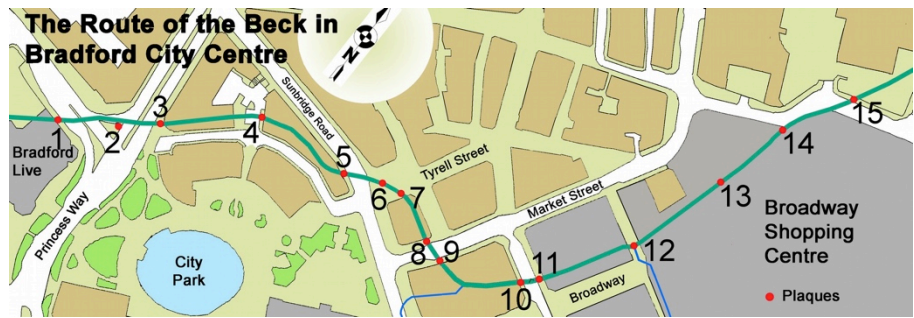 The Route of the Beck in
Bradford City Centre
N
Sunbridge Road
Tyrell Street
Market Street
Bradford
Live
Princess Way
City
Park
Broadway
Broadway
Shopping
Centre
Plaques
1
2
3
4
5
6
7
8
9
10
11
12
13
14
15